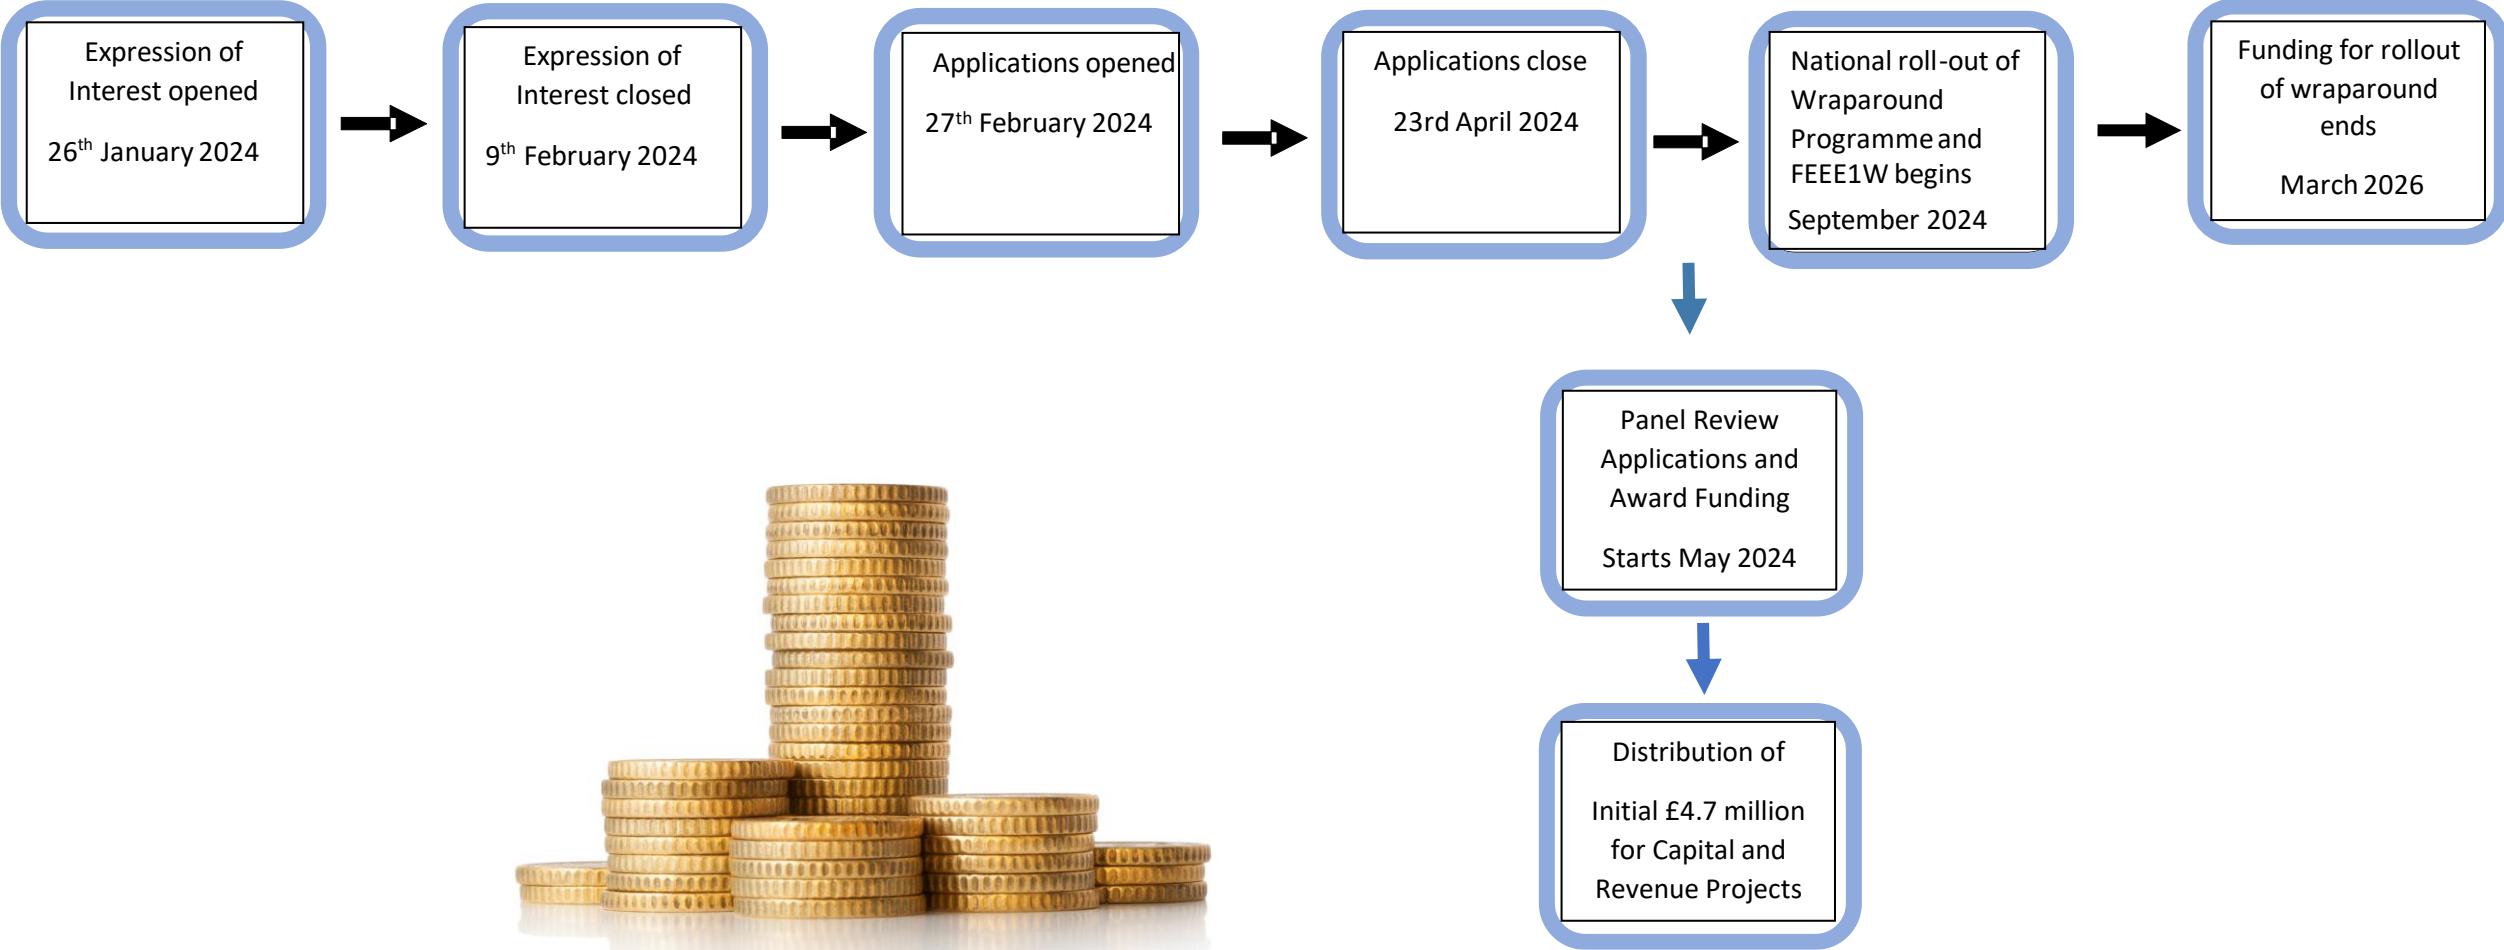 Expression of
Interest opened
26th January 2024
Expression of
Interest closed
9th February 2024
Applications opened
27th February 2024
Applications close
23rd April 2024
National roll-out of
Wraparound
Programme and
FEEE1W begins
September 2024
Funding for rollout
of wraparound
ends
March 2026
Panel Review
Applications and
Award Funding
Starts May 2024
Distribution of
Initial £4.7 million
for Capital and
Revenue Projects